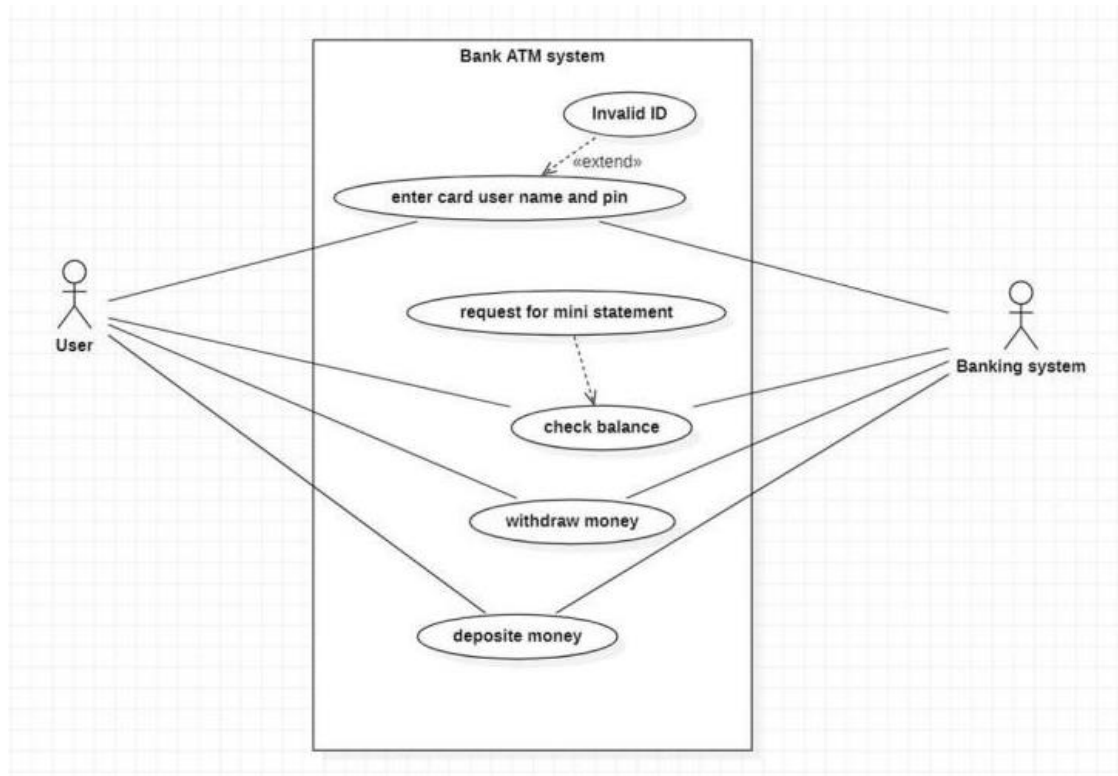 Bank ATM system
Invalid ID
«extend»
enter card user name and pin
request for mini statement
User
Banking system
check balance
withdraw money
deposite money